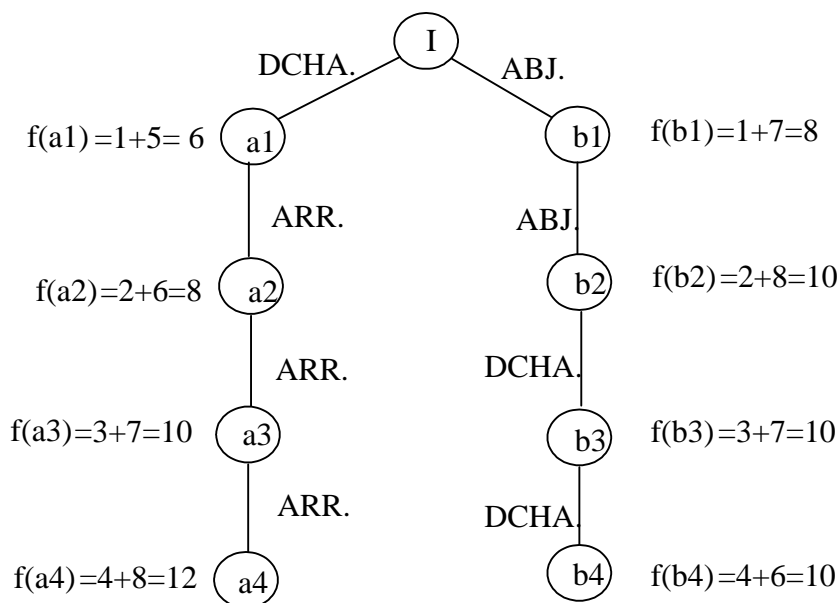 I
DCHA. ABJ.
f(a1) =1+5= 6 a1 b1 f(b1) =1+7=8
ARR. ABJ.
f(a2) =2+6=8 a2 b2 f(b2) =2+8=10
ARR. DCHA.
f(a3) =3+7=10 a3 b3 f(b3) =3+7=10
ARR. DCHA.
f(a4) =4+8=12 a4 b4 f(b4) =4+6=10